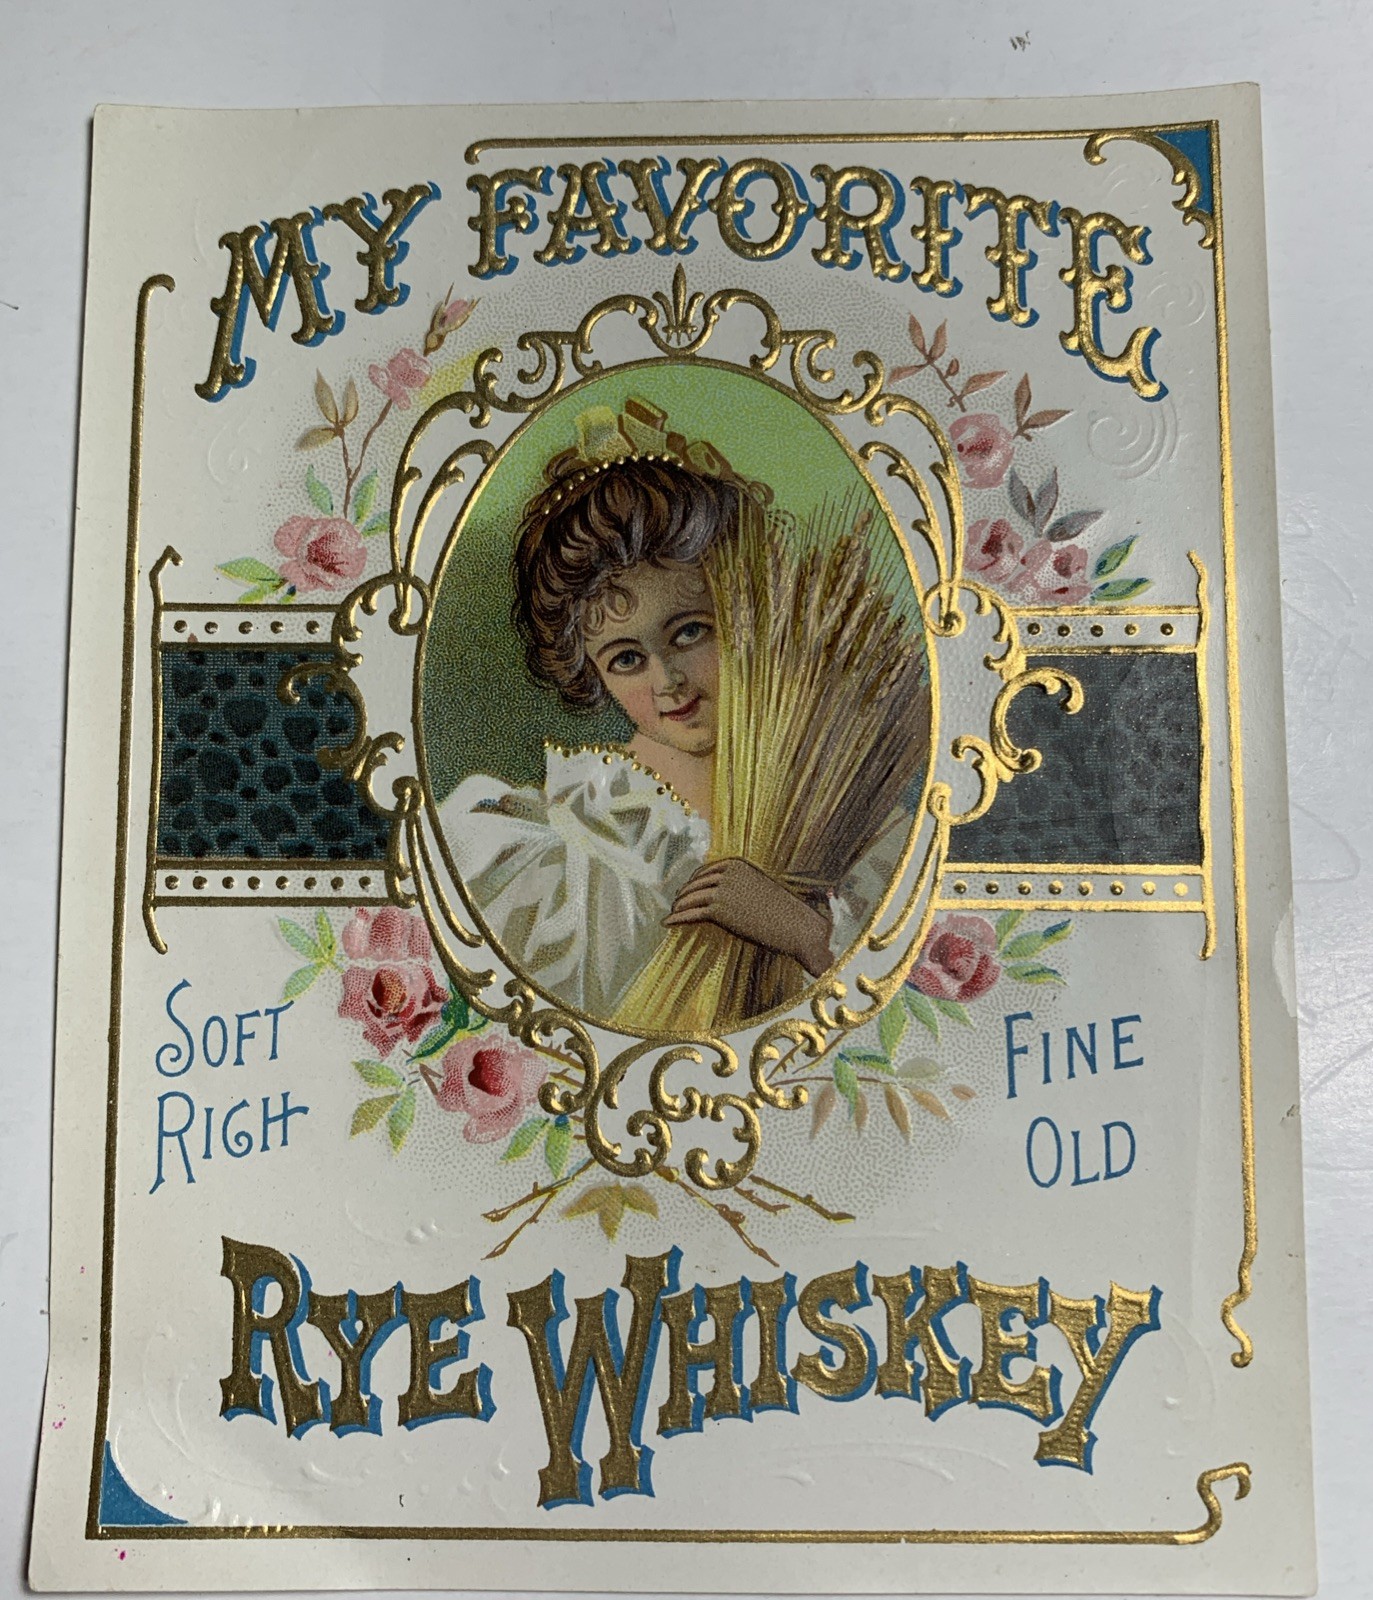 MY FAVORITE
SOFT
RICH
FINE
OLD
RYE WHISKEY